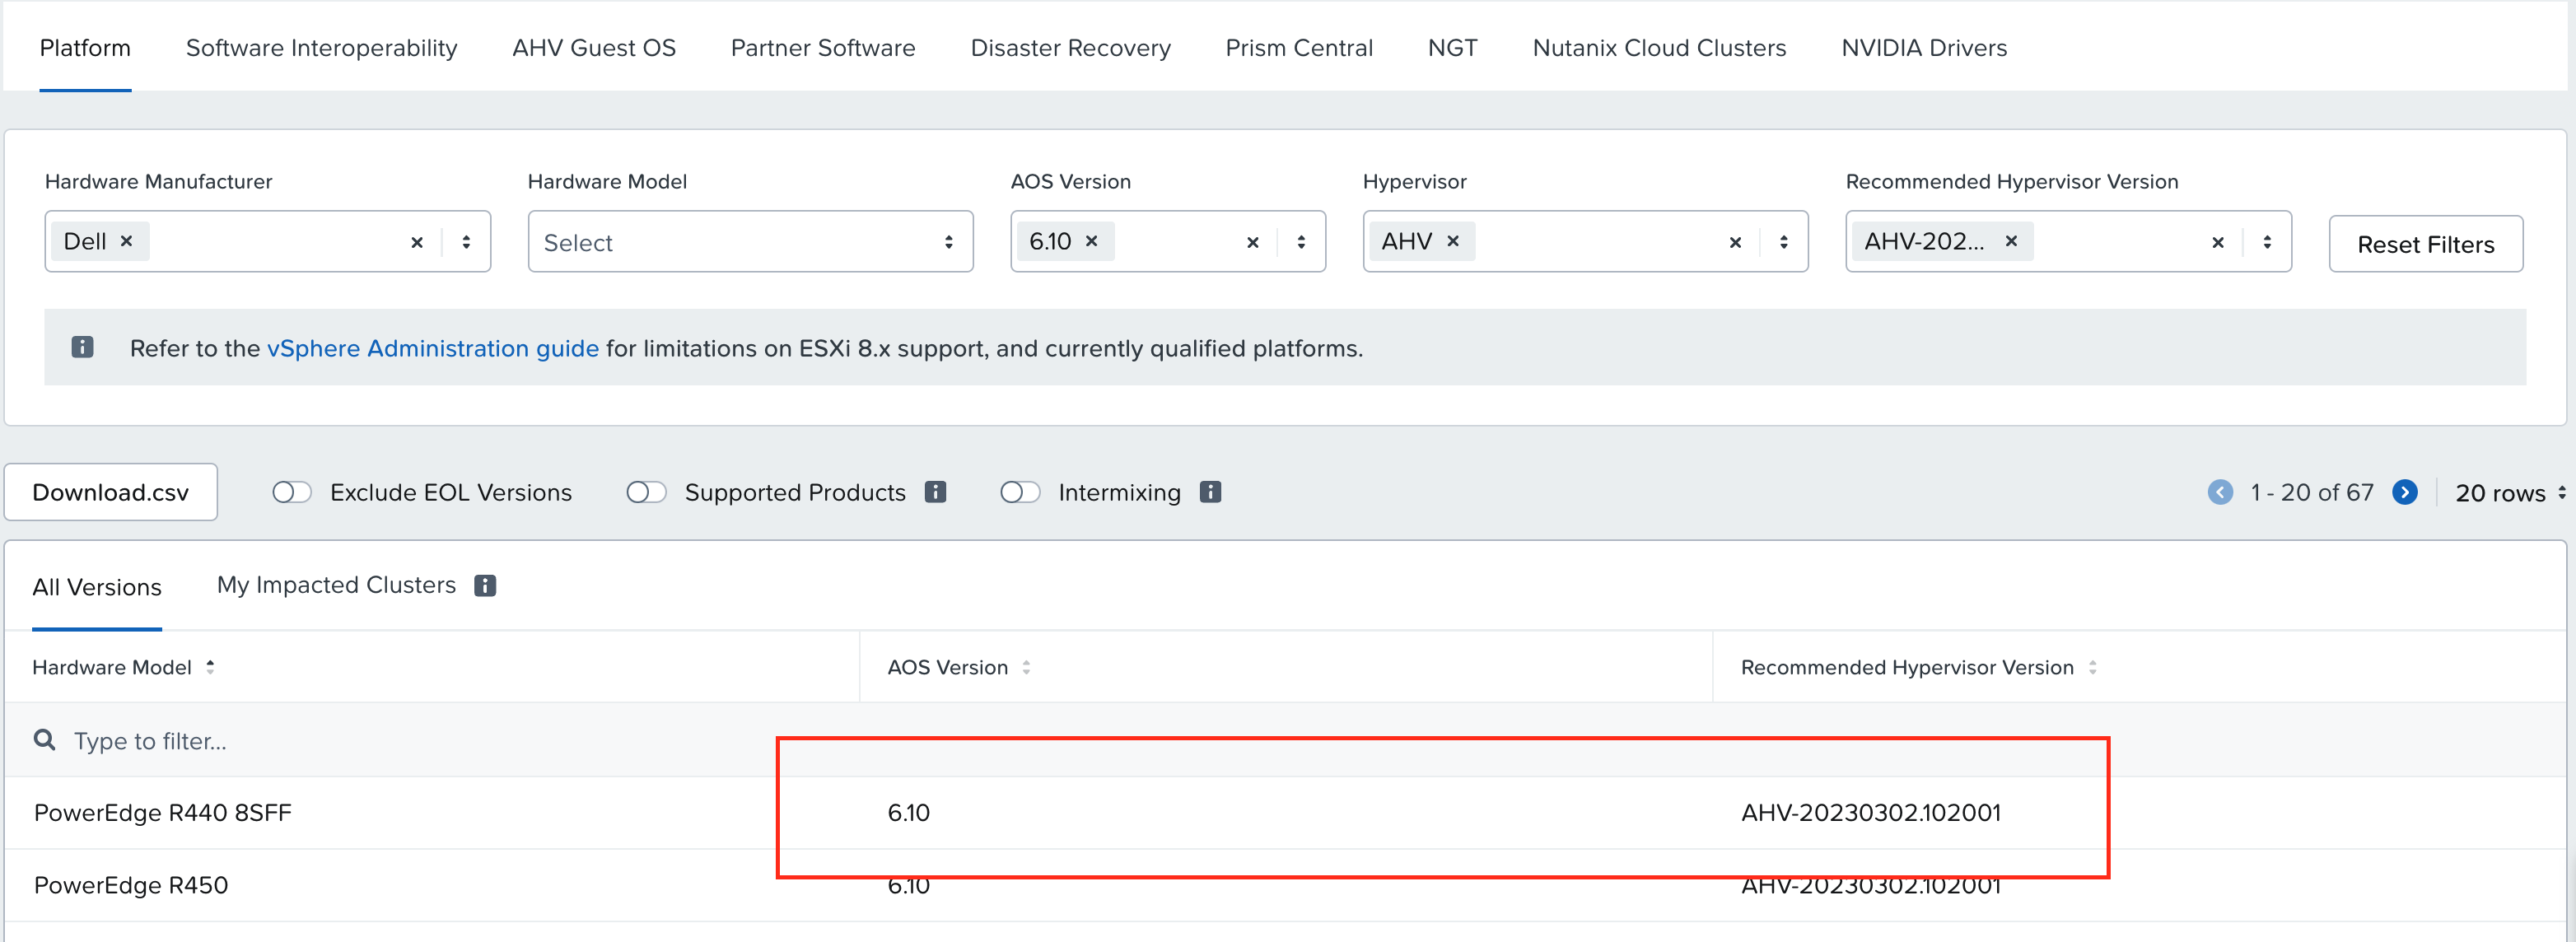 Platform Software Interoperability AHV Guest OS Partner Software Disaster Recovery Prism Central NGT Nutanix Cloud Clusters NVIDIA Drivers
Hardware Manufacturer Hardware Model AOS Version Hypervisor Recommended Hypervisor Version
Dell Select 6.10 AHV AHV-202... Reset Filters
Refer to the vSphere Administration guide for limitations on ESXi 8.x support, and currently qualified platforms.
Download.csv Exclude EOL Versions Supported Products Intermixing 1 - 20 of 67 20 rows
All Versions My Impacted Clusters
Hardware Model AOS Version Recommended Hypervisor Version
Type to filter...
PowerEdge R440 8SFF 6.10 AHV-20230302.102001
PowerEdge R450 6.10 AHV-20230302.102001